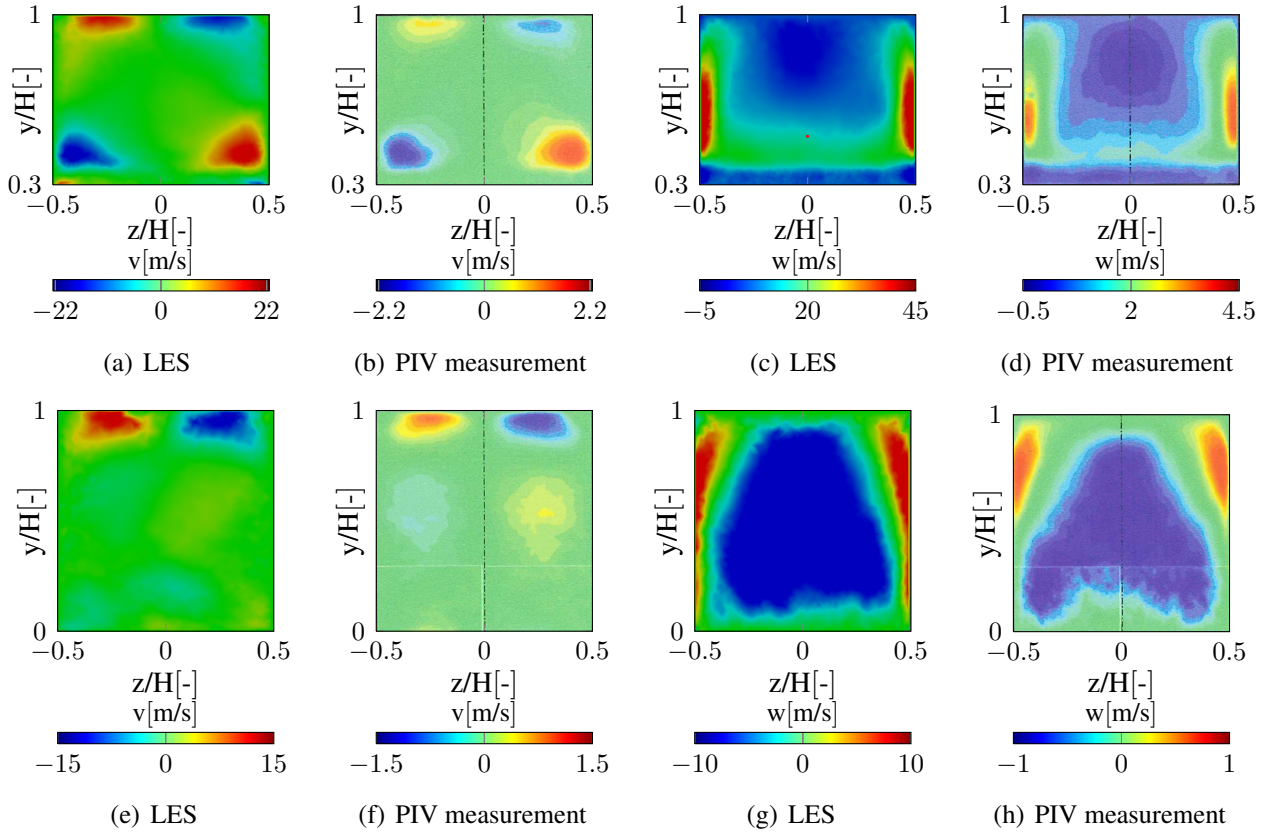 1 1 1 1
y/H[-] y/H[-] y/H[-] y/H[-]
0.3 0.3 0.3 0.3
−0.5 0 0.5 −0.5 0 0.5 −0.5 0 0.5 −0.5 0 0.5
z/H[-] z/H[-] z/H[-] z/H[-]
v[m/s] v[m/s] w[m/s] w[m/s]
−22 0 22 −2.2 0 2.2 −5 20 45 −0.5 2 4.5
(a) LES (b) PIV measurement (c) LES (d) PIV measurement
1 1 1 1
y/H[-] y/H[-] y/H[-] y/H[-]
0 0 0 0
−0.5 0 0.5 −0.5 0 0.5 −0.5 0 0.5 −0.5 0 0.5
z/H[-] z/H[-] z/H[-] z/H[-]
v[m/s] v[m/s] w[m/s] w[m/s]
−15 0 15 −1.5 0 1.5 −10 0 10 −1 0 1
(e) LES (f) PIV measurement (g) LES (h) PIV measurement